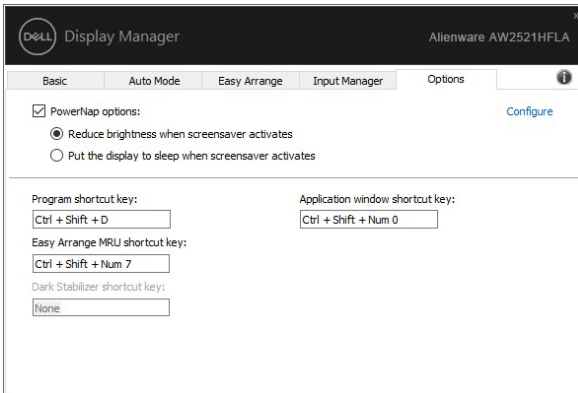 DELL Display Manager Alienware AW2521HFLA
Basic Auto Mode Easy Arrange Input Manager Options
PowerNap options: Configure
Reduce brightness when screensaver activates
Put the display to sleep when screensaver activates
Program shortcut key: Application window shortcut key:
Ctrl + Shift + D Ctrl + Shift + Num 0
Easy Arrange MRU shortcut key:
Ctrl + Shift + Num 7
Dark Stabilizer shortcut key:
None